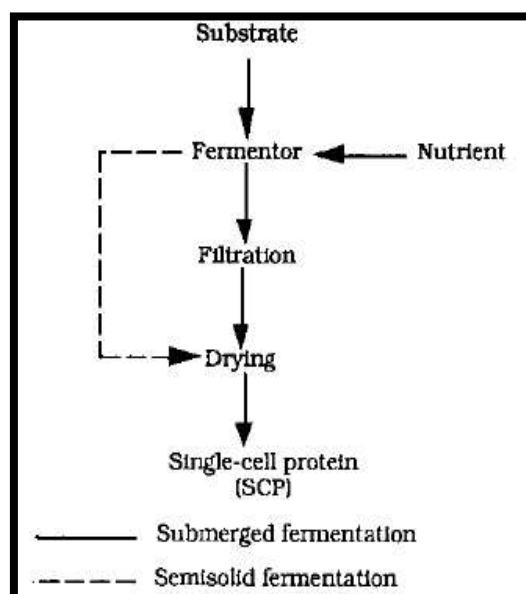 Substrate
Fermentor
Nutrient
Filtration
Drying
Single-cell protein
(SCP)
Submerged fermentation
Semisolid fermentation